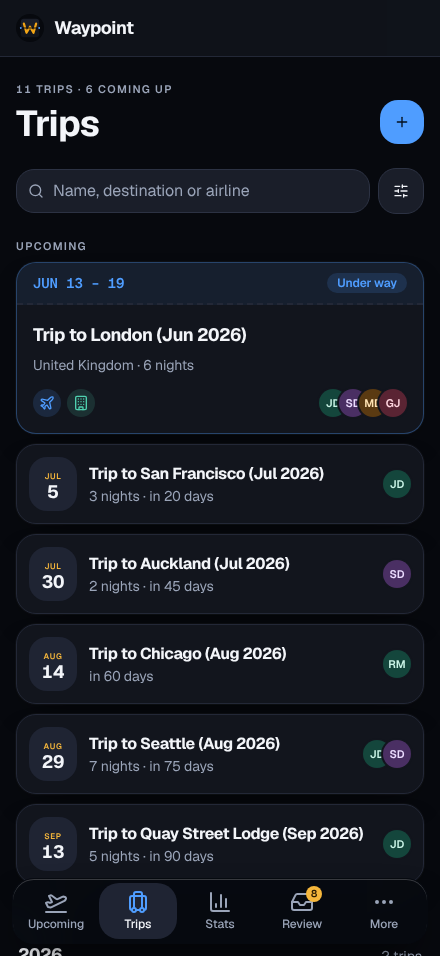 Waypoint
11 TRIPS · 6 COMING UP
Trips
Name, destination or airline
UPCOMING
JUN 13 – 19
Under way
Trip to London (Jun 2026)
United Kingdom · 6 nights
JD SD GJ
JUL
5
Trip to San Francisco (Jul 2026)
3 nights · in 20 days
JD
JUL
30
Trip to Auckland (Jul 2026)
2 nights · in 45 days
SD
AUG
14
Trip to Chicago (Aug 2026)
in 60 days
RM
AUG
29
Trip to Seattle (Aug 2026)
7 nights · in 75 days
JD SD
SEP
13
Trip to Quay Street Lodge (Sep 2026)
5 nights · in 90 days
JD
8
Upcoming Trips Stats Review More
2026
2 trips